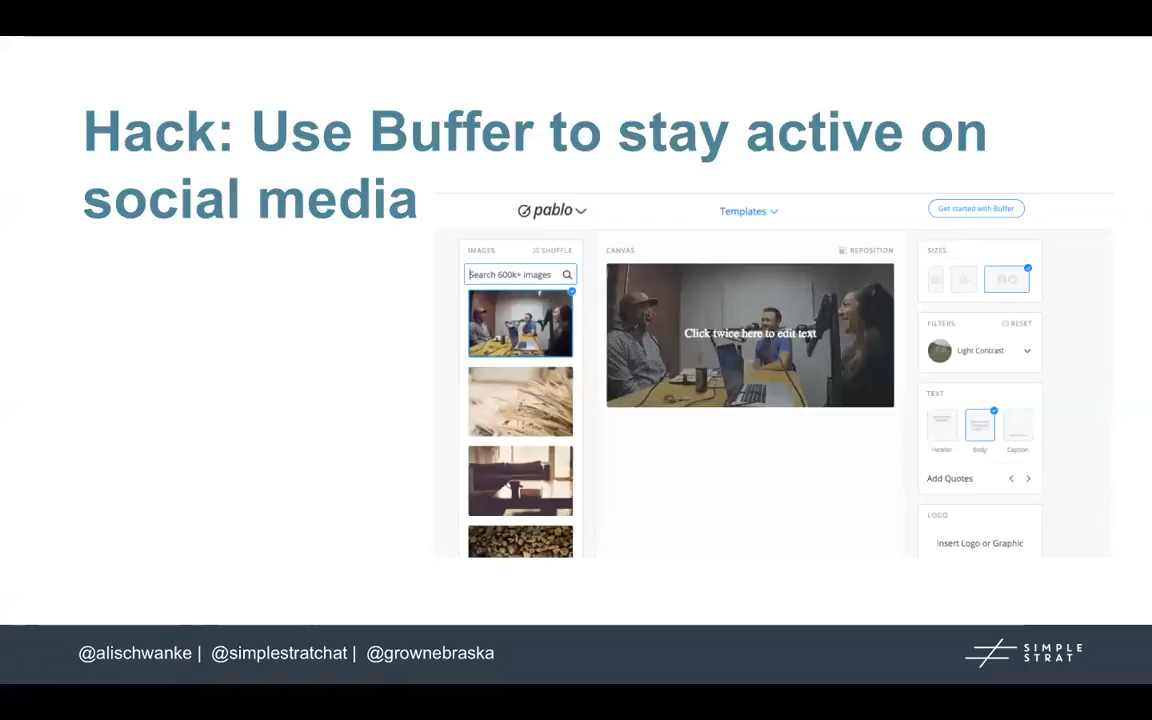 Hack: Use Buffer to stay active on
social media
pablo
Templates
Get started with Buffer
IMAGES
SHUFFLE
CANVAS
REPOSITION
SIZES
Search 600k+ images
Click twice here to edit text
FILTERS
RESET
Light Contrast
TEXT
Header
Body
Caption
Add Quotes
LOGO
Insert Logo or Graphic
@alischwanke | @simplestratchat | @grownebraska
SIMPLE
STRAT